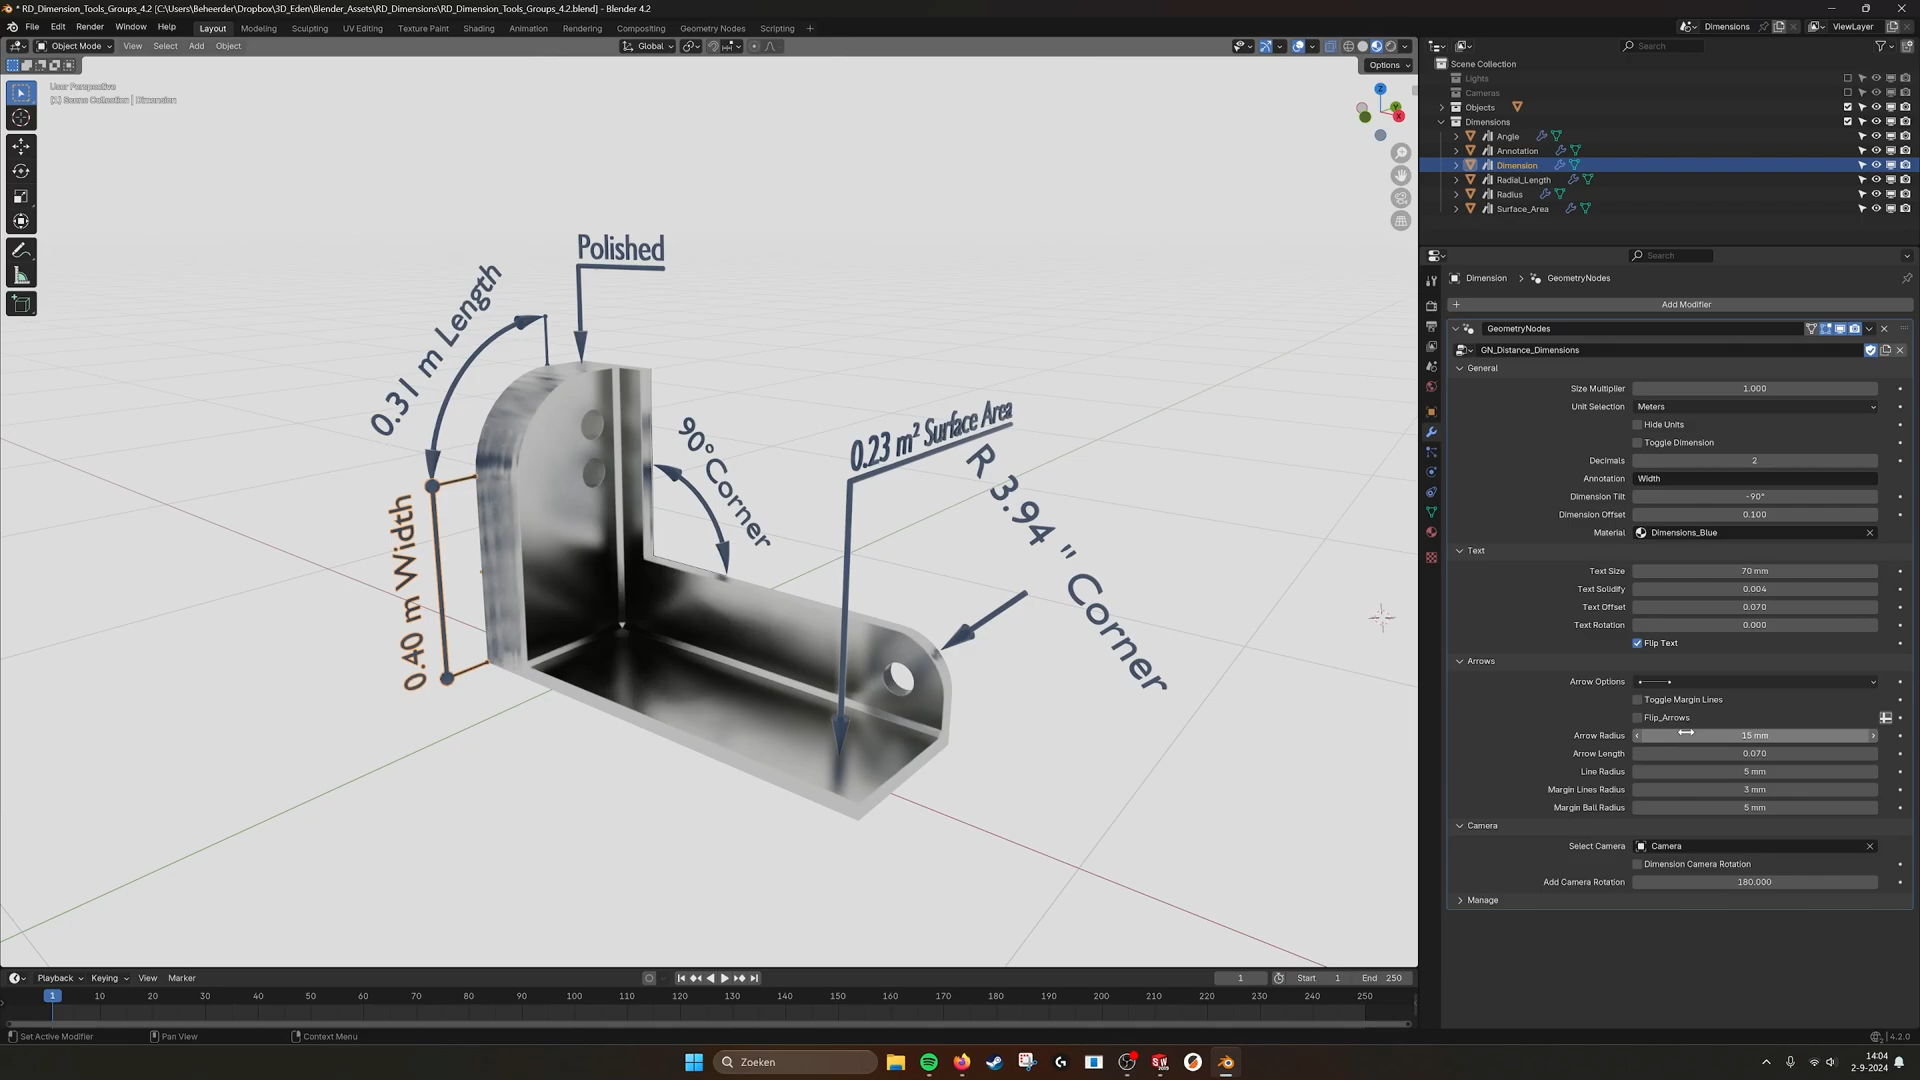 * RD_Dimension_Tools_Groups_4.2 [C:\Users\Beheerder\Dropbox\3D_Eden\Blender_Assets\RD_Dimensions\RD_Dimension_Tools_Groups_4.2.blend] - Blender 4.2
File Edit Render Window Help Layout Modeling Sculpting UV Editing Texture Paint Shading Animation Rendering Compositing Geometry Nodes Scripting + Dimensions ViewLayer
Object Mode View Select Add Object Global Search
Options
User Perspective
(1) Scene Collection | Dimension
Z
Y
X
Scene Collection
Lights
Cameras
Objects
Dimensions
Angle
Annotation
Dimension
Radial_Length
Radius
Surface_Area
Polished
0.31 m Length
90° Corner
0.23 m² Surface Area
R 3.94 " Corner
0.40 m Width
Search
Dimension > GeometryNodes
+ Add Modifier
GeometryNodes
GN_Distance_Dimensions
General
Size Multiplier 1.000
Unit Selection Meters
Hide Units
Toggle Dimension
Decimals 2
Annotation Width
Dimension Tilt -90°
Dimension Offset 0.100
Material Dimensions_Blue
Text
Text Size 70 mm
Text Solidify 0.004
Text Offset 0.070
Text Rotation 0.000
Flip Text
Arrows
Arrow Options
Toggle Margin Lines
Flip_Arrows
Arrow Radius 15 mm
Arrow Length 0.070
Line Radius 5 mm
Margin Lines Radius 3 mm
Margin Ball Radius 5 mm
Camera
Select Camera Camera
Dimension Camera Rotation
Add Camera Rotation 180.000
Manage
Playback Keying View Marker 1 Start 1 End 250
1 10 20 30 40 50 60 70 80 90 100 110 120 130 140 150 160 170 180 190 200 210 220 230 240 250
Set Active Modifier Pan View Context Menu 4.2.0
Zoeken
14:04
2-9-2024